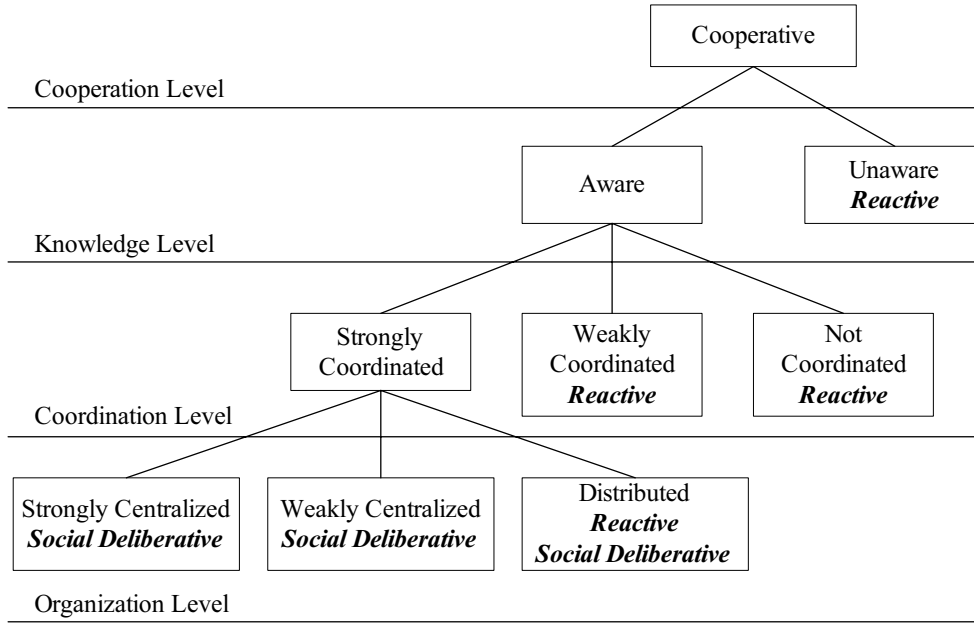 Cooperative
Cooperation Level
Aware
Unaware
Reactive
Knowledge Level
Strongly
Coordinated
Weakly
Coordinated
Reactive
Not
Coordinated
Reactive
Coordination Level
Strongly Centralized
Social Deliberative
Weakly Centralized
Social Deliberative
Distributed
Reactive
Social Deliberative
Organization Level